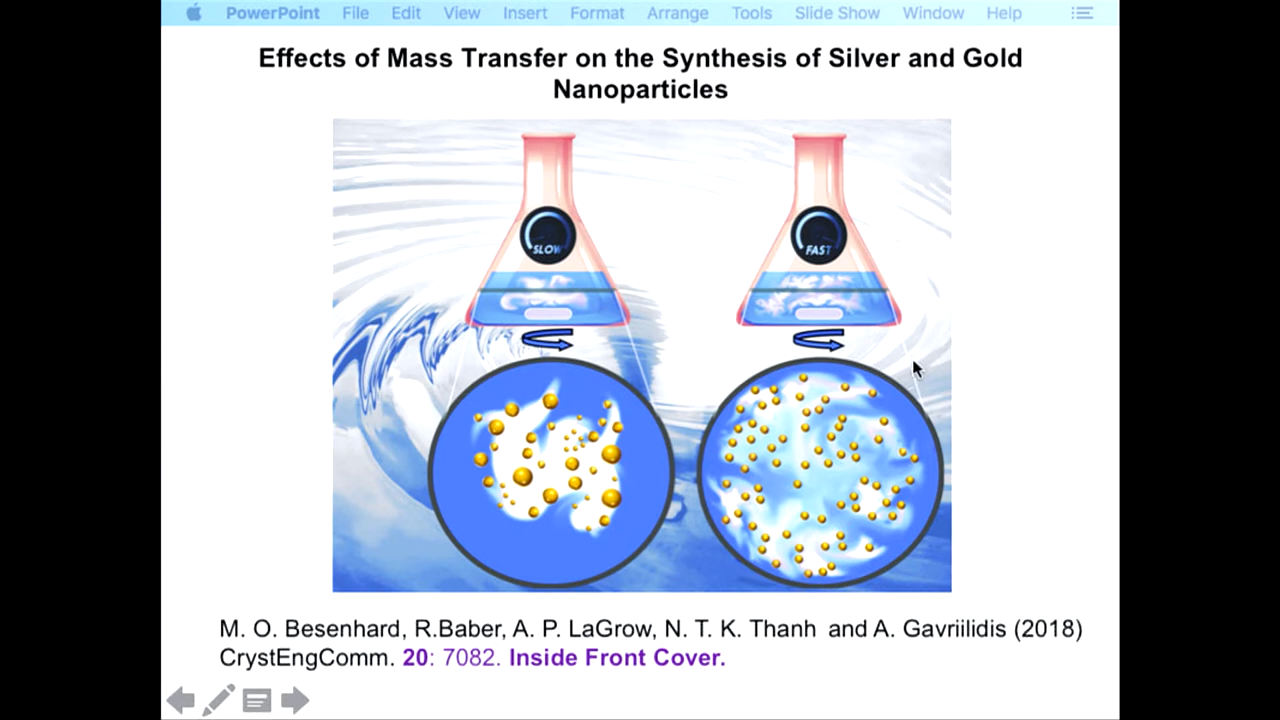 PowerPoint File Edit View Insert Format Arrange Tools Slide Show Window Help
Effects of Mass Transfer on the Synthesis of Silver and Gold
Nanoparticles
SLOW
FAST
M. O. Besenhard, R.Baber, A. P. LaGrow, N. T. K. Thanh and A. Gavriilidis (2018)
CrystEngComm. 20: 7082. Inside Front Cover.